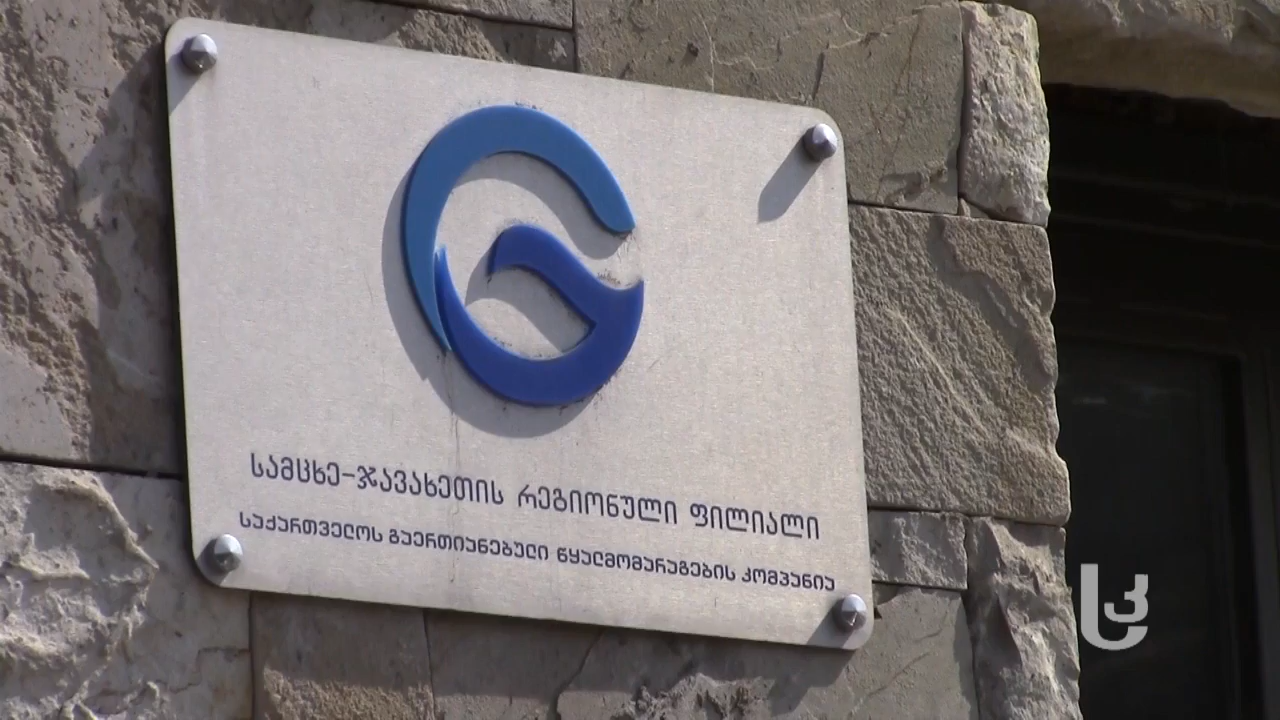 სამცხე-ჯავახეთის რეგიონული ფილიალი
საქართველოს გაერთიანებული წყალმომარაგების კომპანია